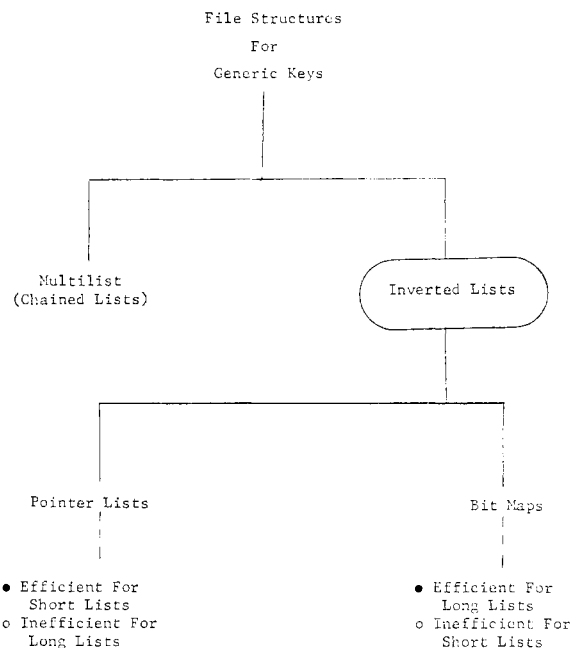 File Structures
For
Generic Keys
Multilist
(Chained Lists)
Inverted Lists
Pointer Lists
Bit Maps
● Efficient For
Short Lists
○ Inefficient For
Long Lists
● Efficient For
Long Lists
○ Inefficient For
Short Lists